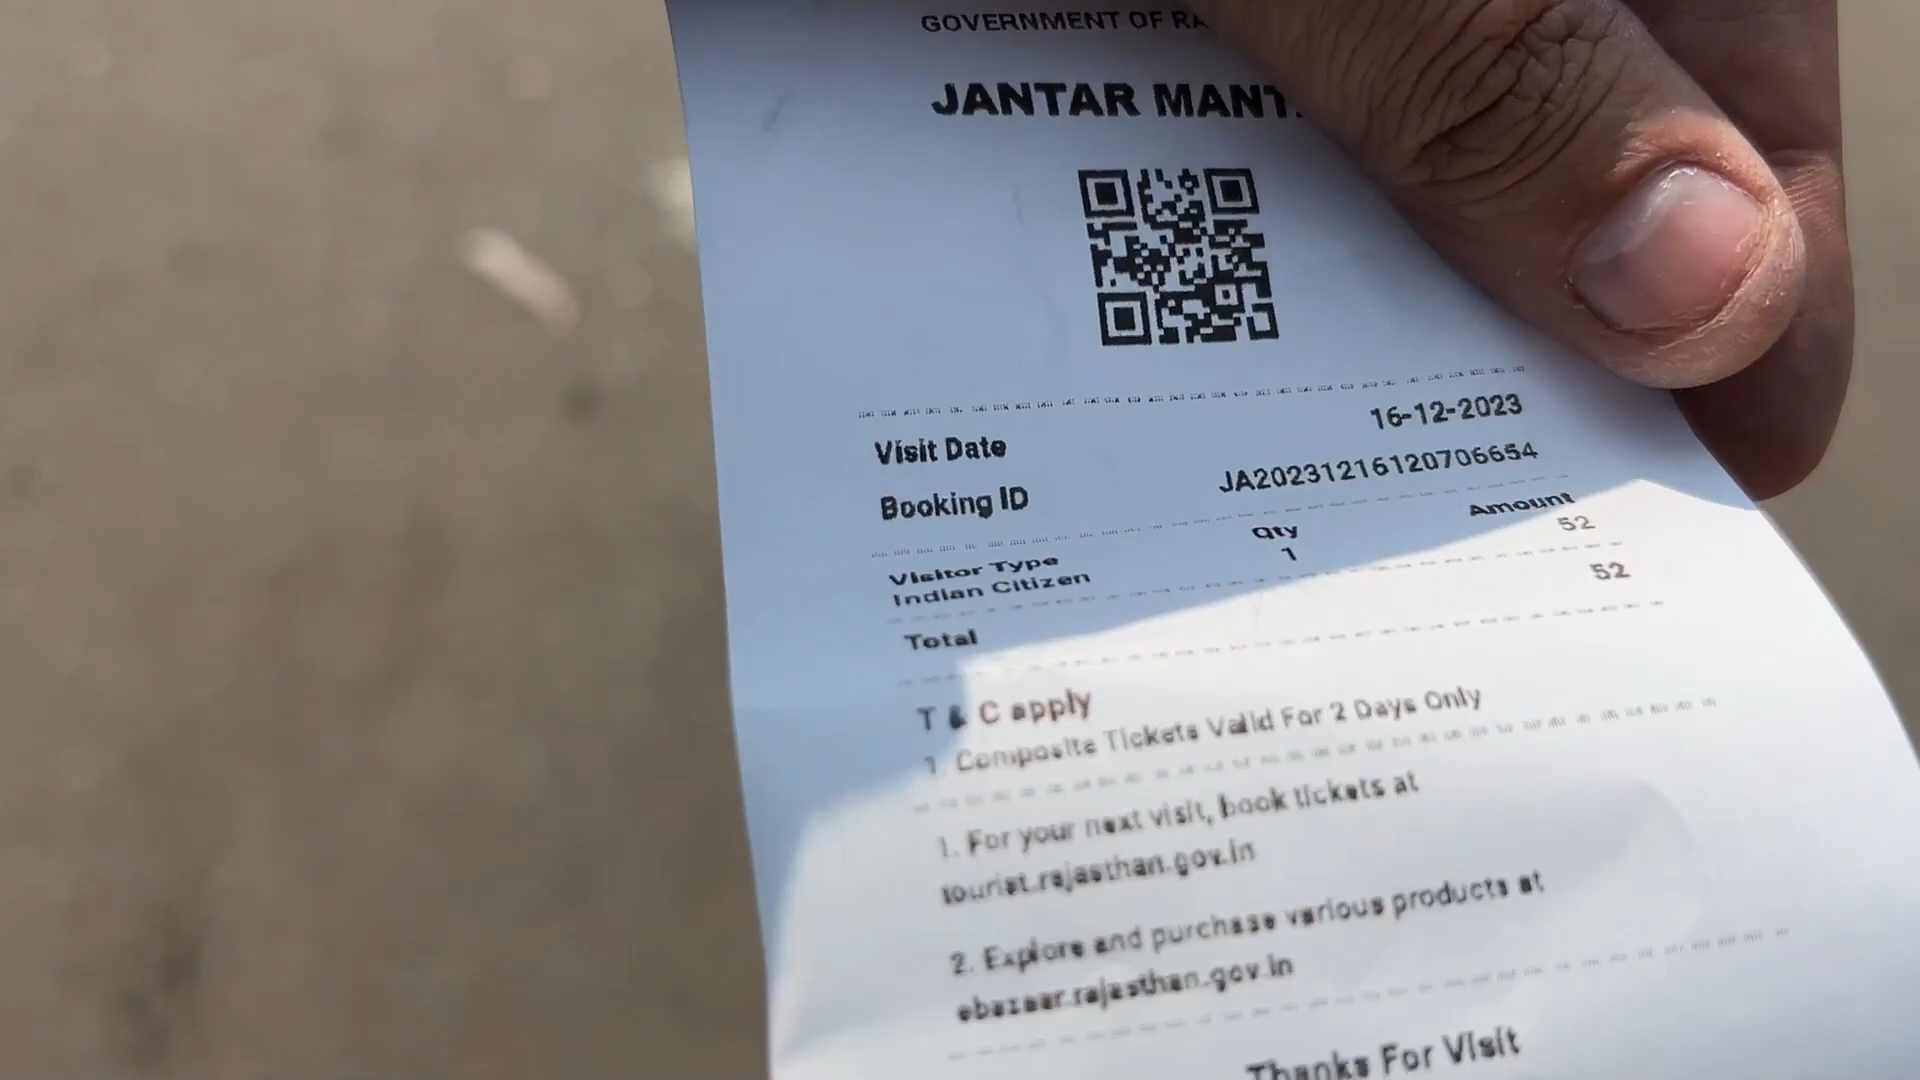 GOVERNMENT OF
JANTAR
Visit Date 16-12-2023
Booking ID JA20231216120706654
Visitor Type Qty Amount
Indian Citizen 1 52
Total 52
T & C apply
1. Composite Tickets Valid For 2 Days Only
1. For your next visit, book tickets at
tourist.rajasthan.gov.in
2. Explore and purchase various products at
ebazaar.rajasthan.gov.in
Thanks For Visit